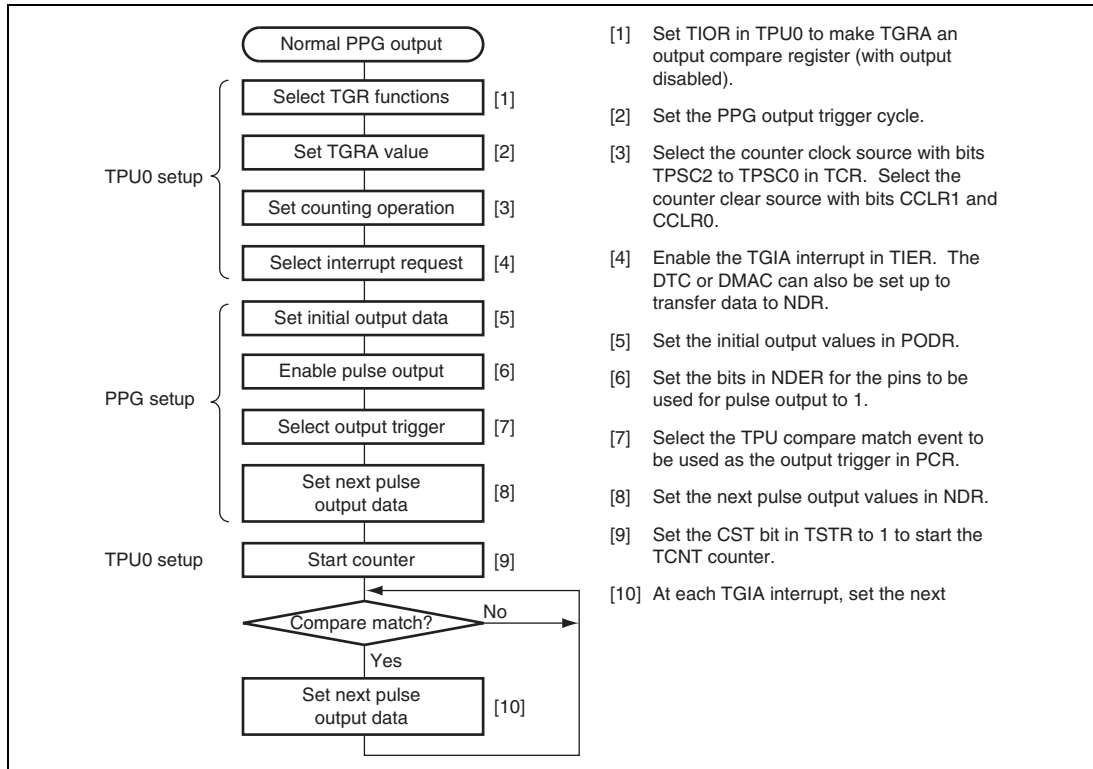 Normal PPG output
Select TGR functions [1]
Set TGRA value [2]
TPU0 setup
Set counting operation [3]
Select interrupt request [4]
Set initial output data [5]
Enable pulse output [6]
PPG setup
Select output trigger [7]
Set next pulse
output data
[8]
TPU0 setup
Start counter [9]
Compare match?
No
Yes
Set next pulse
output data
[10]
[1] Set TIOR in TPU0 to make TGRA an
output compare register (with output
disabled).
[2] Set the PPG output trigger cycle.
[3] Select the counter clock source with bits
TPSC2 to TPSC0 in TCR. Select the
counter clear source with bits CCLR1 and
CCLR0.
[4] Enable the TGIA interrupt in TIER. The
DTC or DMAC can also be set up to
transfer data to NDR.
[5] Set the initial output values in PODR.
[6] Set the bits in NDER for the pins to be
used for pulse output to 1.
[7] Select the TPU compare match event to
be used as the output trigger in PCR.
[8] Set the next pulse output values in NDR.
[9] Set the CST bit in TSTR to 1 to start the
TCNT counter.
[10] At each TGIA interrupt, set the next